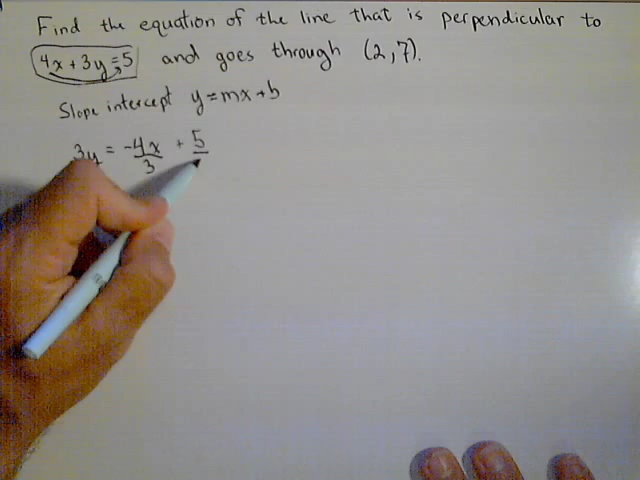 Find the equation of the line that is perpendicular to
4x + 3y = 5 and goes through (2,7).
Slope intercept y = mx + b
3y = -4x/3 + 5